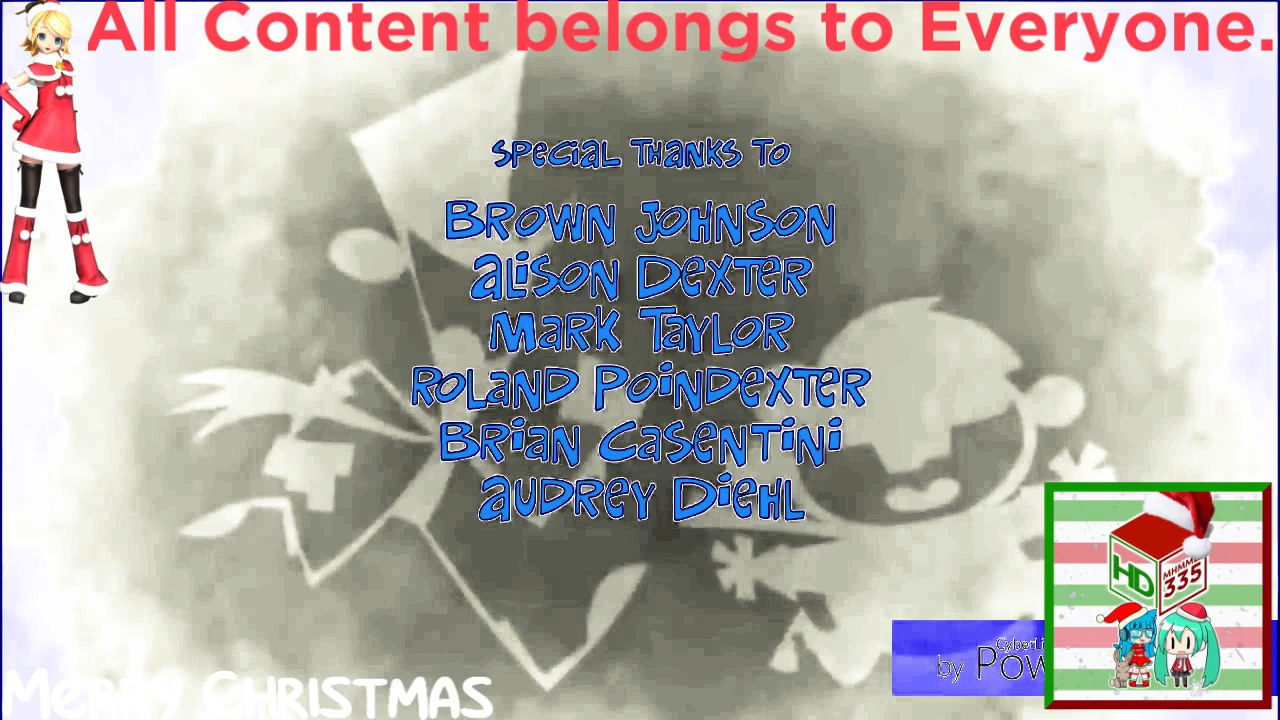 All Content belongs to Everyone.
Special Thanks To
Brown Johnson
Alison Dexter
Mark Taylor
Roland Poindexter
Brian Casentini
Audrey Diehl
HD
MHMM
335
by
Merry Christmas